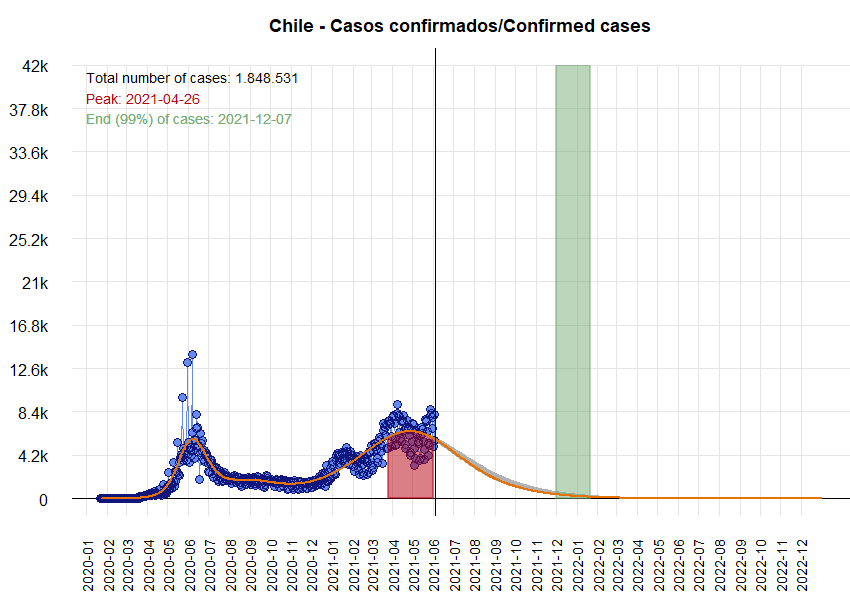 Chile - Casos confirmados/Confirmed cases
Total number of cases: 1.848.531
Peak: 2021-04-26
End (99%) of cases: 2021-12-07
42k
37.8k
33.6k
29.4k
25.2k
21k
16.8k
12.6k
8.4k
4.2k
0
2020-01
2020-02
2020-03
2020-04
2020-05
2020-06
2020-07
2020-08
2020-09
2020-10
2020-11
2020-12
2021-01
2021-02
2021-03
2021-04
2021-05
2021-06
2021-07
2021-08
2021-09
2021-10
2021-11
2021-12
2022-01
2022-02
2022-03
2022-04
2022-05
2022-06
2022-07
2022-08
2022-09
2022-10
2022-11
2022-12